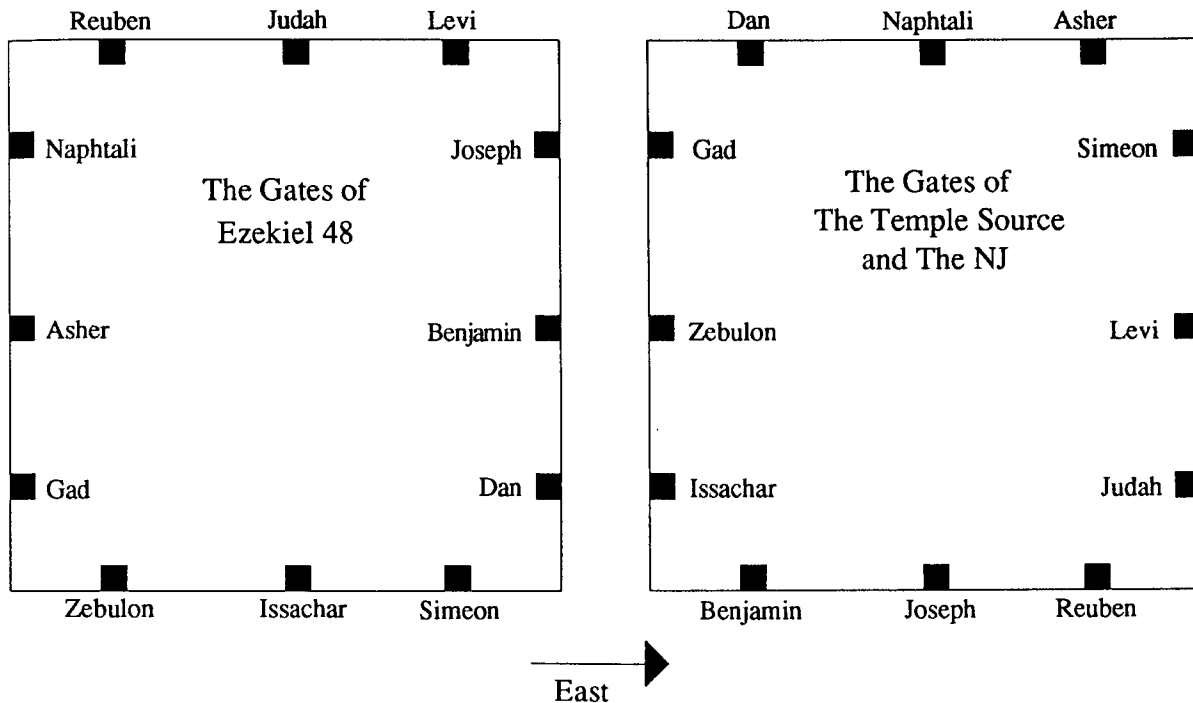 Reuben Judah Levi
Naphtali Joseph
The Gates of
Ezekiel 48
Asher Benjamin
Gad Dan
Zebulon Issachar Simeon
Dan Naphtali Asher
Gad Simeon
The Gates of
The Temple Source
and The NJ
Zebulon Levi
Issachar Judah
Benjamin Joseph Reuben
East